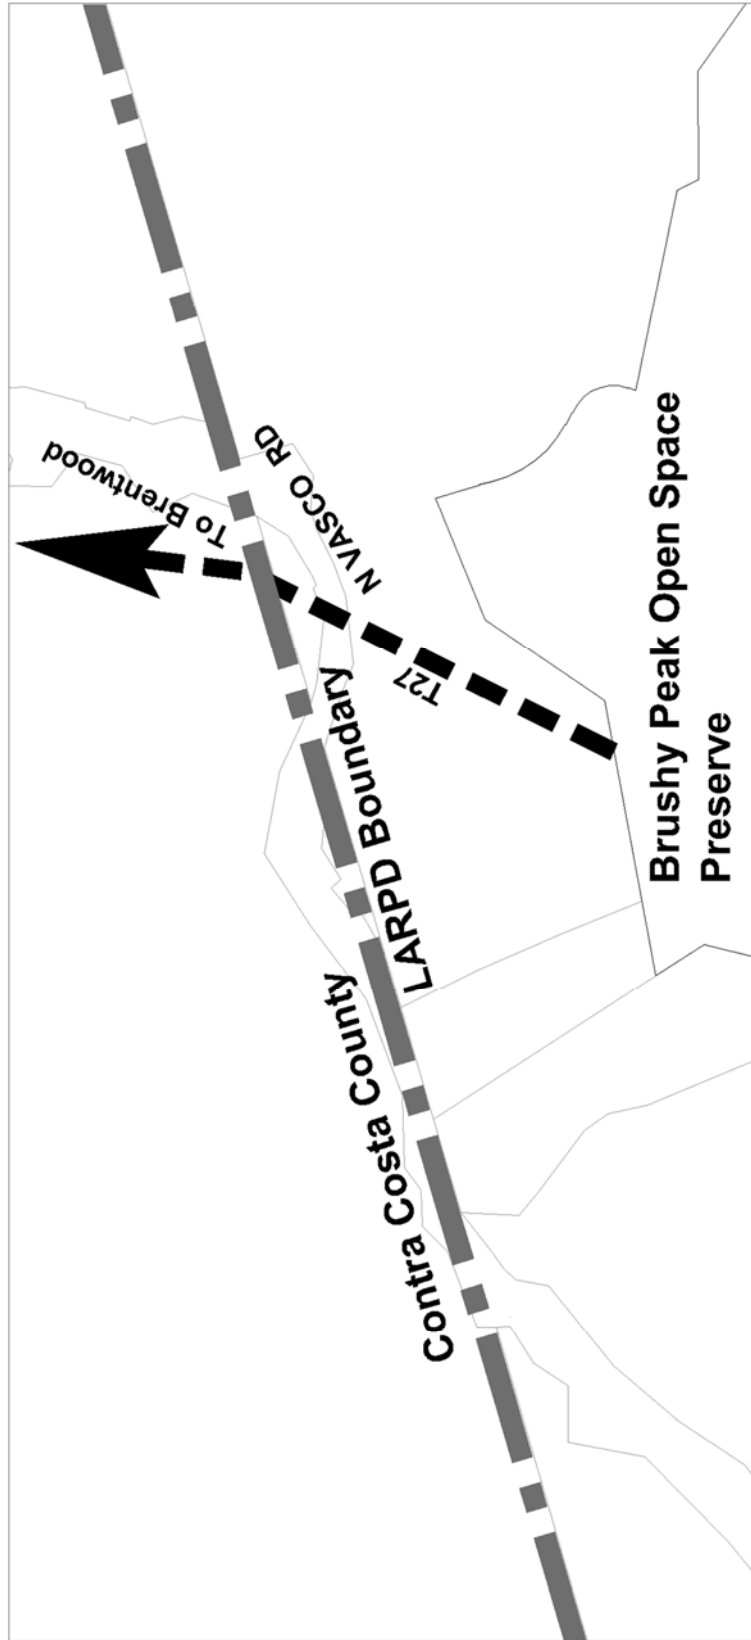 To Brentwood
N VASCO RD
T27
LARPD Boundary
Contra Costa County
Brushy Peak Open Space
Preserve